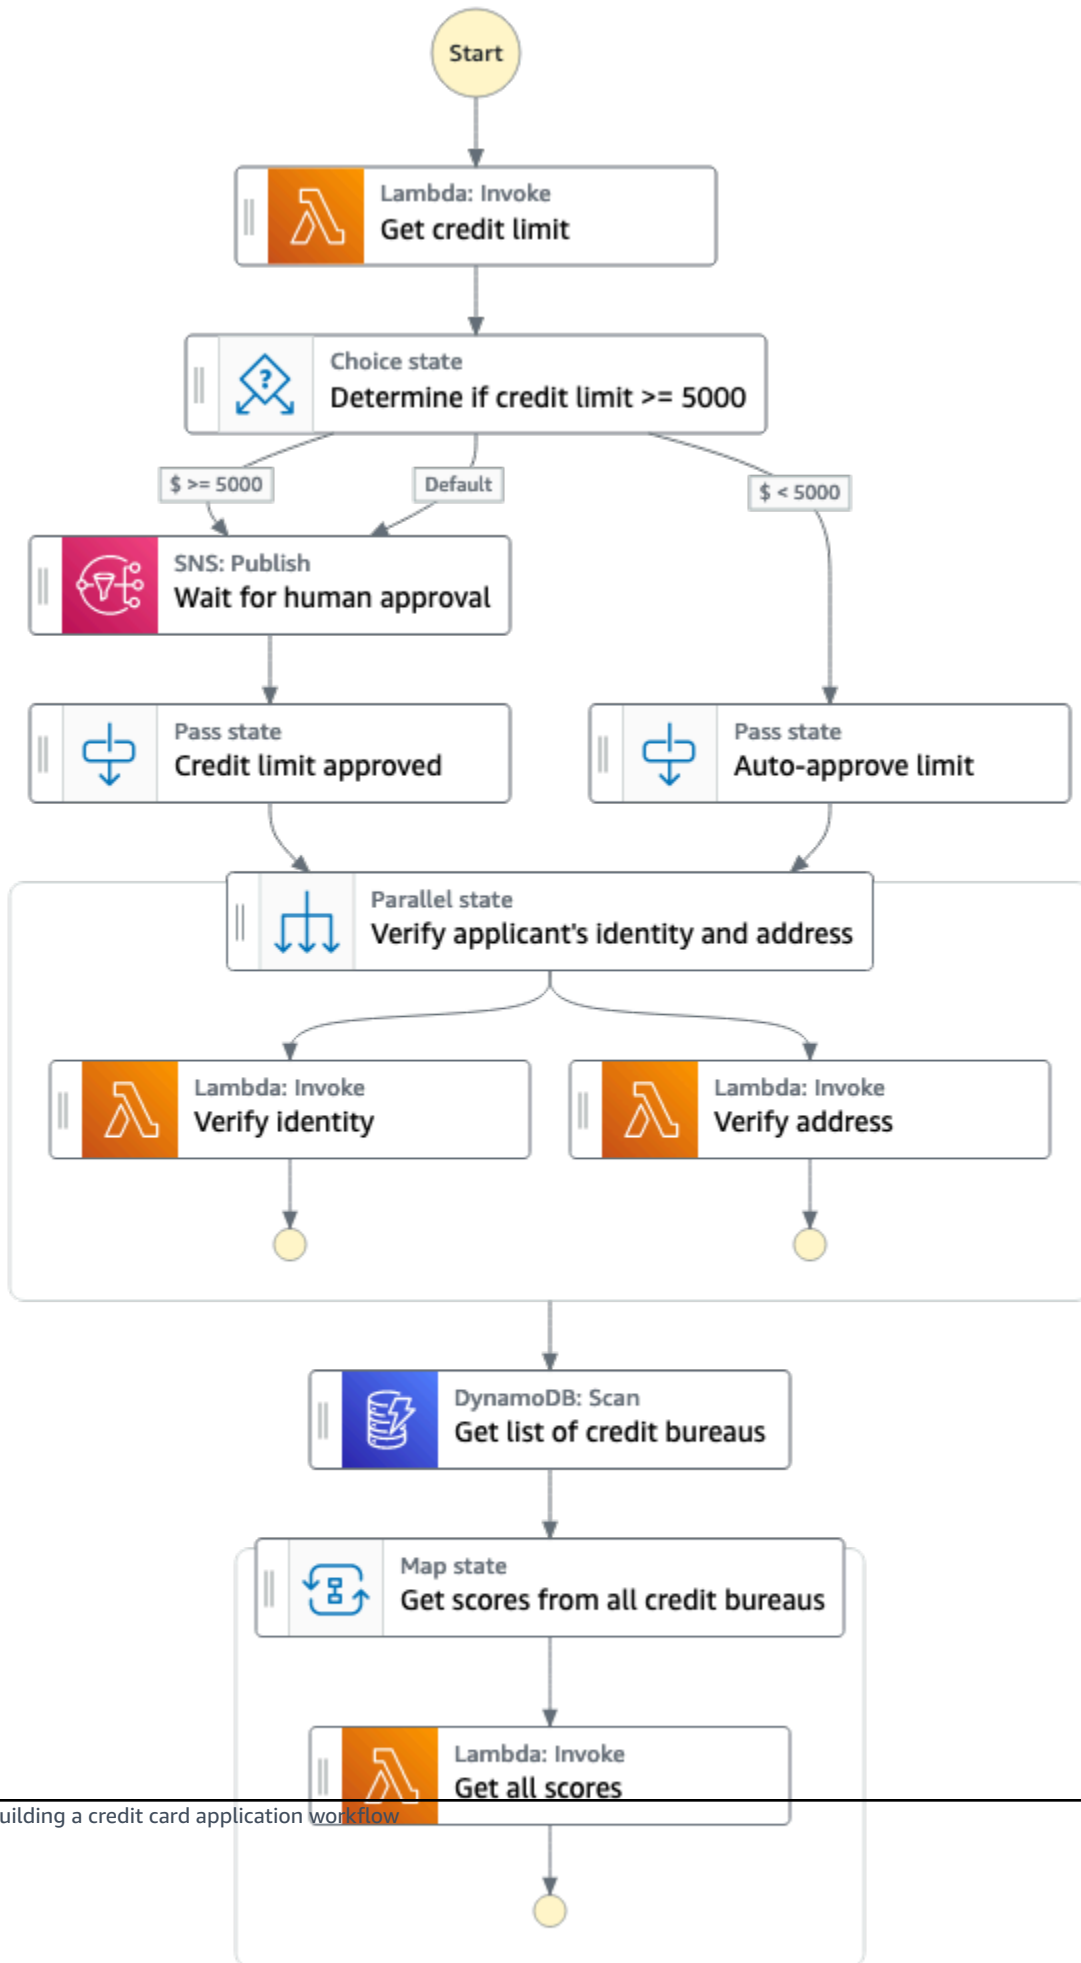 Start
Lambda: Invoke
Get credit limit
Choice state
Determine if credit limit >= 5000
$ >= 5000
Default
$ < 5000
SNS: Publish
Wait for human approval
Pass state
Credit limit approved
Pass state
Auto-approve limit
Parallel state
Verify applicant's identity and address
Lambda: Invoke
Verify identity
Lambda: Invoke
Verify address
DynamoDB: Scan
Get list of credit bureaus
Map state
Get scores from all credit bureaus
Lambda: Invoke
Get all scores
uilding a credit card application workflow